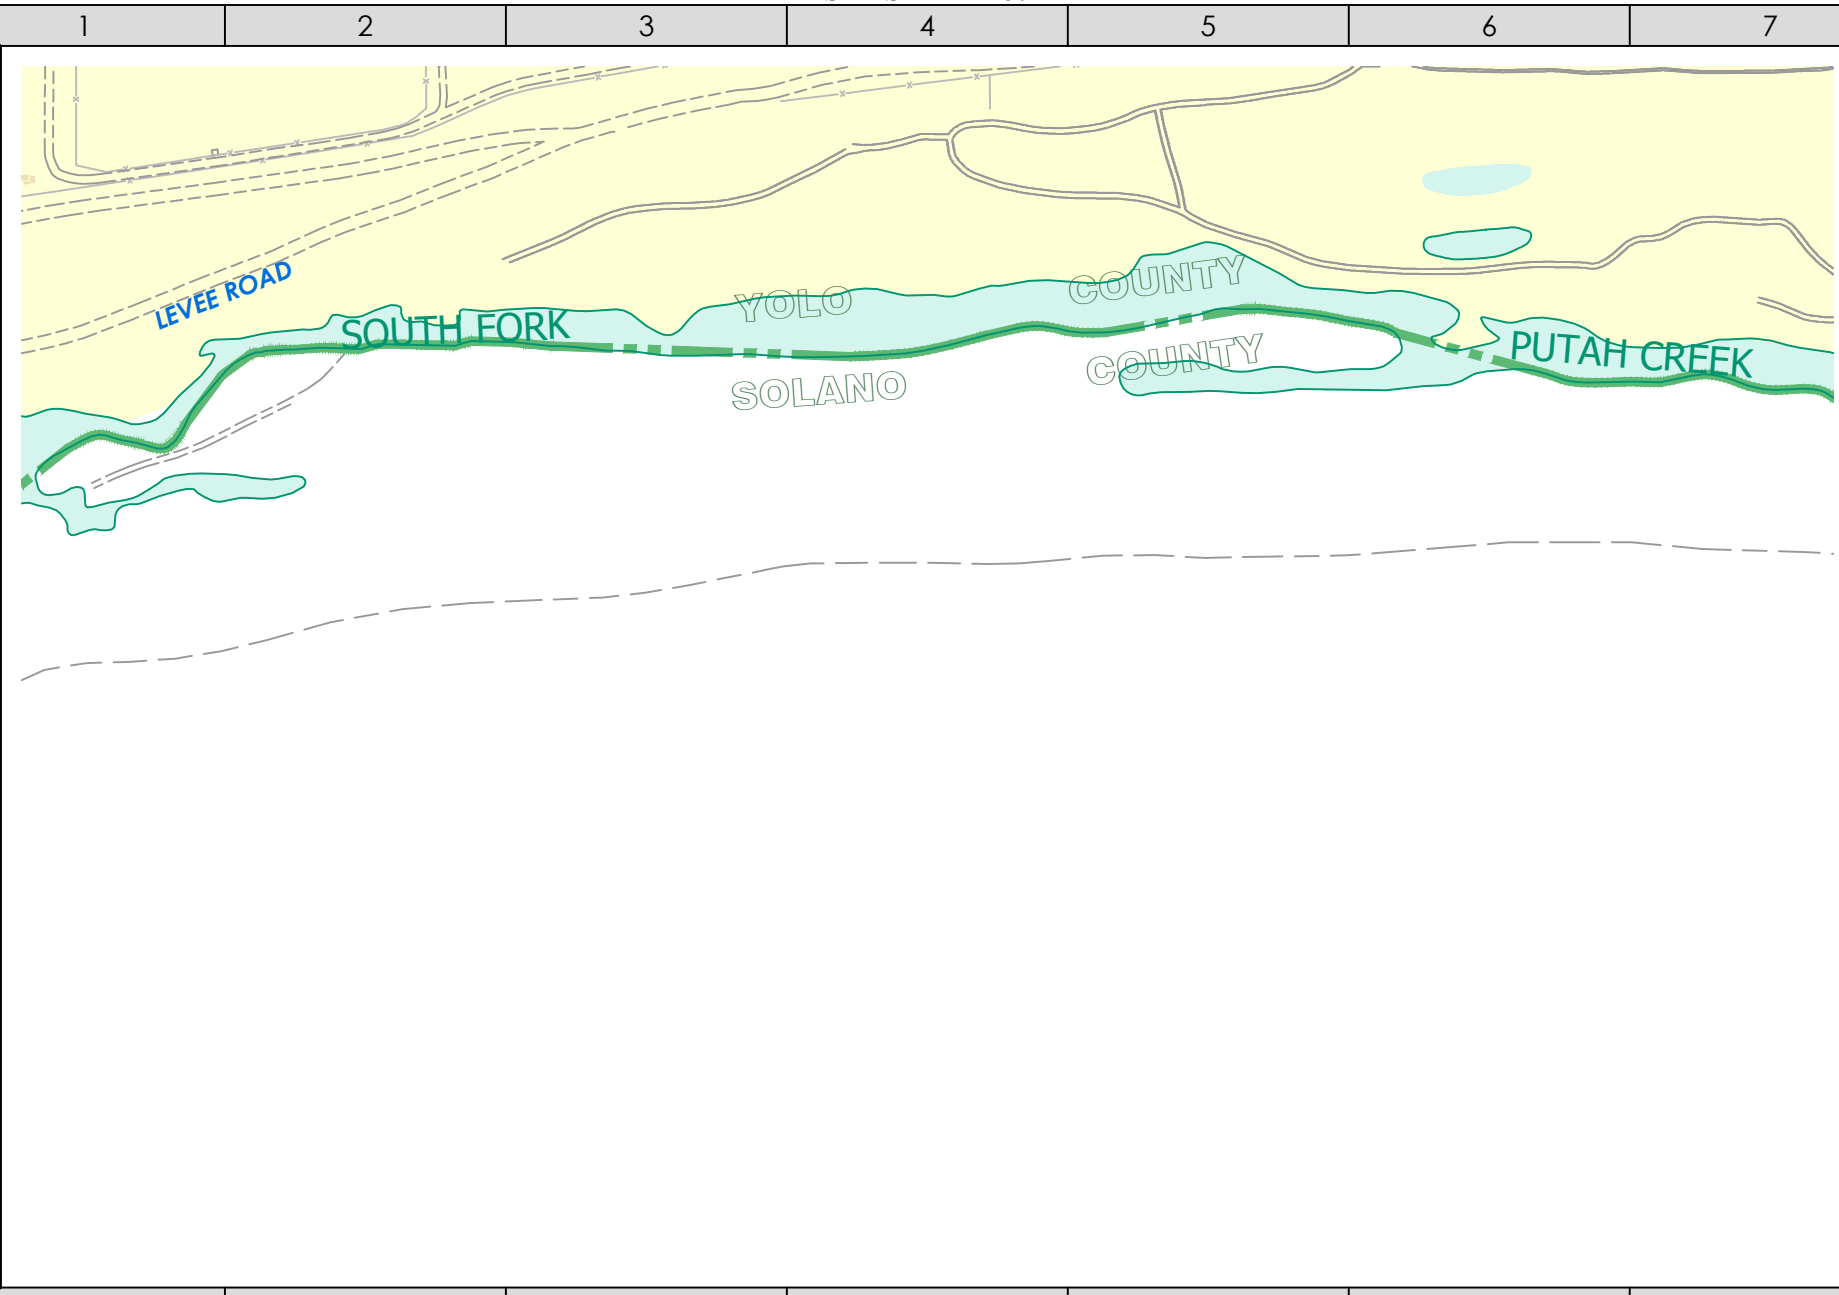 1 2 3 4 5 6 7
LEVEE ROAD
SOUTH FORK
YOLO COUNTY
SOLANO COUNTY
PUTAH CREEK